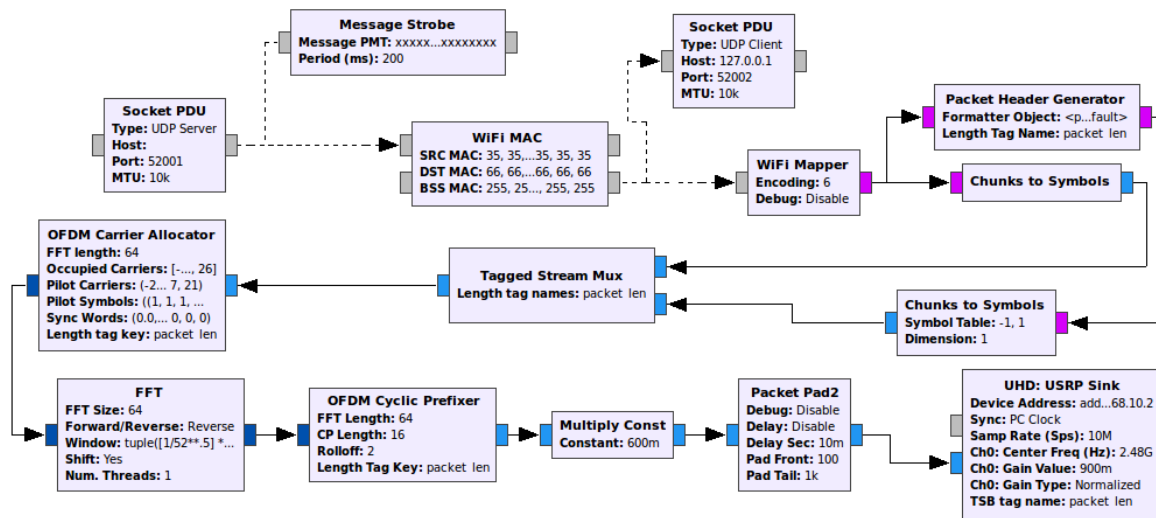 Message Strobe
Message PMT: xxxxx...xxxxxxxx
Period (ms): 200
Socket PDU
Type: UDP Client
Host: 127.0.0.1
Port: 52002
MTU: 10k
Socket PDU
Type: UDP Server
Host:
Port: 52001
MTU: 10k
WiFi MAC
SRC MAC: 35, 35,...35, 35, 35
DST MAC: 66, 66,...66, 66, 66
BSS MAC: 255, 25..., 255, 255
WiFi Mapper
Encoding: 6
Debug: Disable
Packet Header Generator
Formatter Object: <p...fault>
Length Tag Name: packet_len
Chunks to Symbols
OFDM Carrier Allocator
FFT length: 64
Occupied Carriers: [-..., 26]
Pilot Carriers: (-2... 7, 21)
Pilot Symbols: ((1, 1, 1, ...
Sync Words: (0.0,... 0, 0, 0)
Length tag key: packet_len
Tagged Stream Mux
Length tag names: packet_len
Chunks to Symbols
Symbol Table: -1, 1
Dimension: 1
FFT
FFT Size: 64
Forward/Reverse: Reverse
Window: tuple([1/52**.5] *...
Shift: Yes
Num. Threads: 1
OFDM Cyclic Prefixer
FFT Length: 64
CP Length: 16
Rolloff: 2
Length Tag Key: packet_len
Multiply Const
Constant: 600m
Packet Pad2
Debug: Disable
Delay: Disable
Delay Sec: 10m
Pad Front: 100
Pad Tail: 1k
UHD: USRP Sink
Device Address: add...68.10.2
Sync: PC Clock
Samp Rate (Sps): 10M
Ch0: Center Freq (Hz): 2.48G
Ch0: Gain Value: 900m
Ch0: Gain Type: Normalized
TSB tag name: packet_len